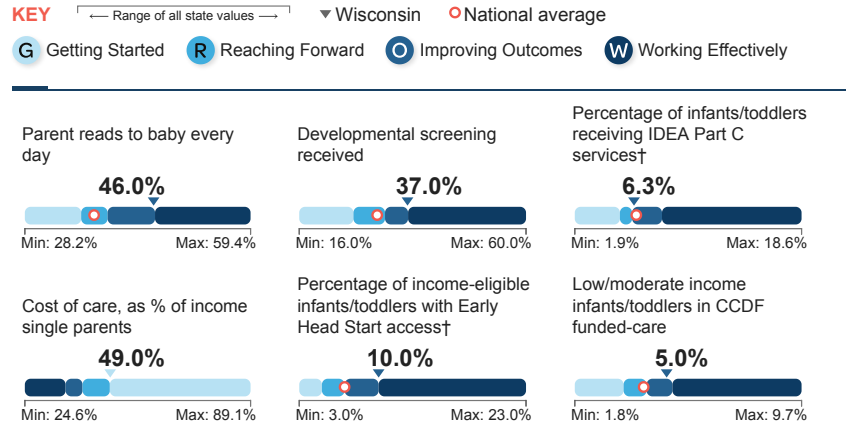 KEY ← Range of all state values → Wisconsin National average
G Getting Started R Reaching Forward O Improving Outcomes W Working Effectively
Parent reads to baby every
day
46.0%
Min: 28.2% Max: 59.4%
Developmental screening
received
37.0%
Min: 16.0% Max: 60.0%
Percentage of infants/toddlers
receiving IDEA Part C
services†
6.3%
Min: 1.9% Max: 18.6%
Cost of care, as % of income
single parents
49.0%
Min: 24.6% Max: 89.1%
Percentage of income-eligible
infants/toddlers with Early
Head Start access†
10.0%
Min: 3.0% Max: 23.0%
Low/moderate income
infants/toddlers in CCDF
funded-care
5.0%
Min: 1.8% Max: 9.7%